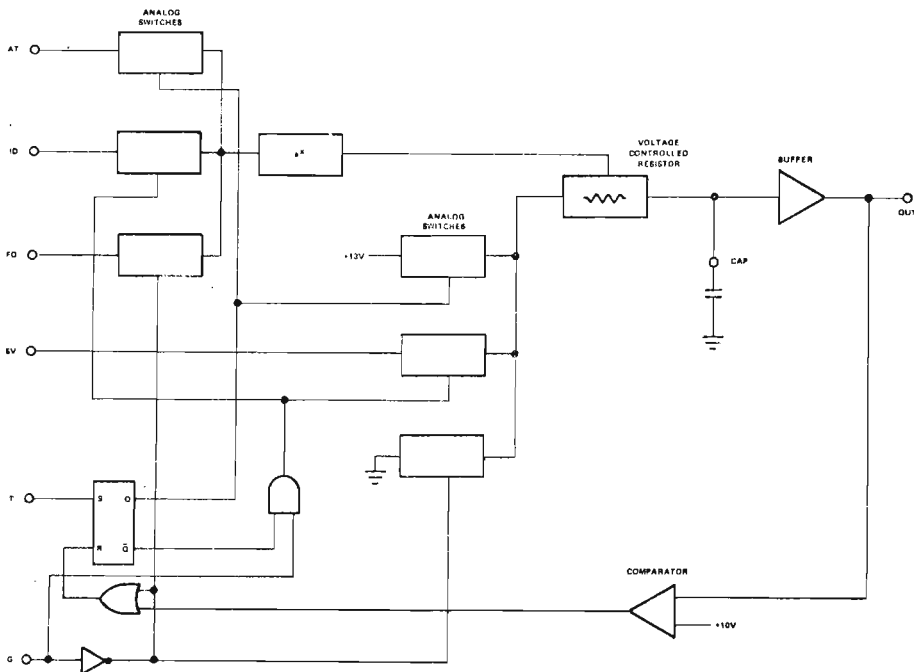 ANALOG
SWITCHES
AT
ID
VOLTAGE
CONTROLLED
RESISTOR
BUFFER
OUT
ANALOG
SWITCHES
FD
+13V
CAP
SV
T
S
Q
R
Q̄
COMPARATOR
+10V
G